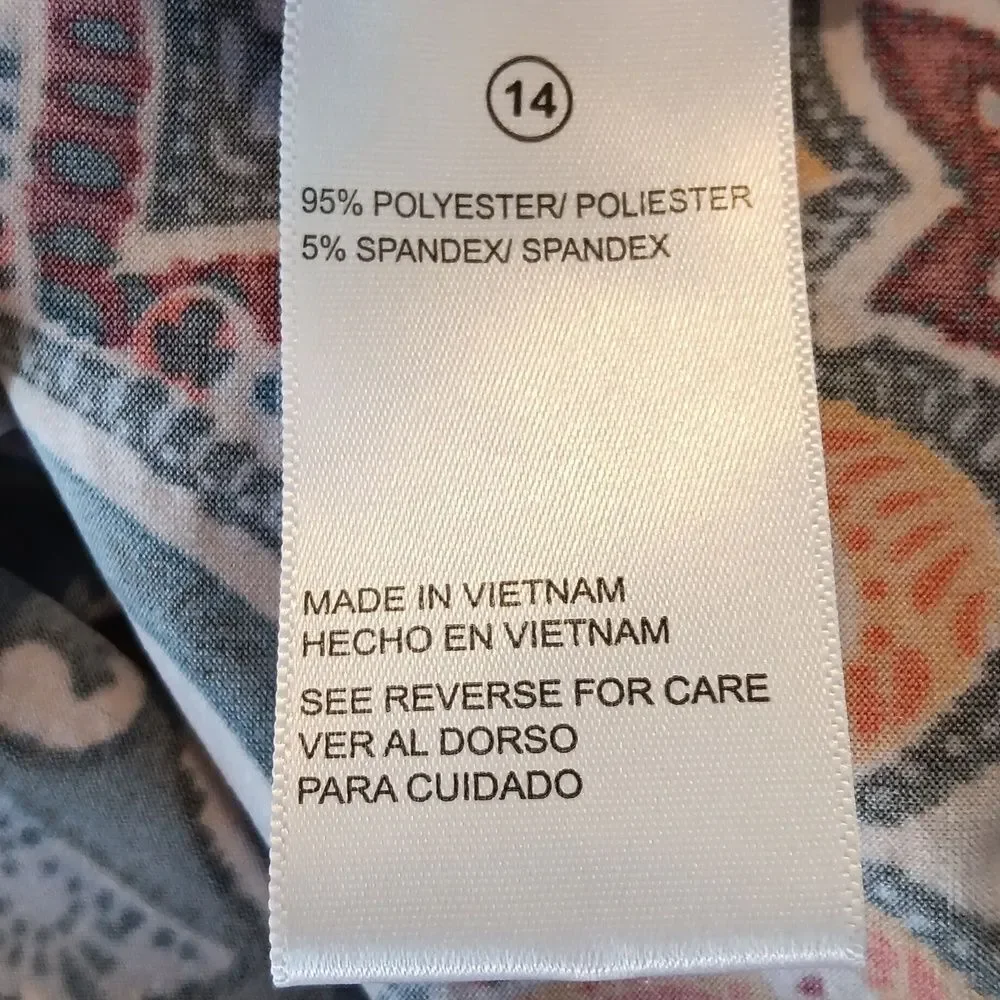 14
95% POLYESTER/ POLIESTER
5% SPANDEX/ SPANDEX
MADE IN VIETNAM
HECHO EN VIETNAM
SEE REVERSE FOR CARE
VER AL DORSO
PARA CUIDADO